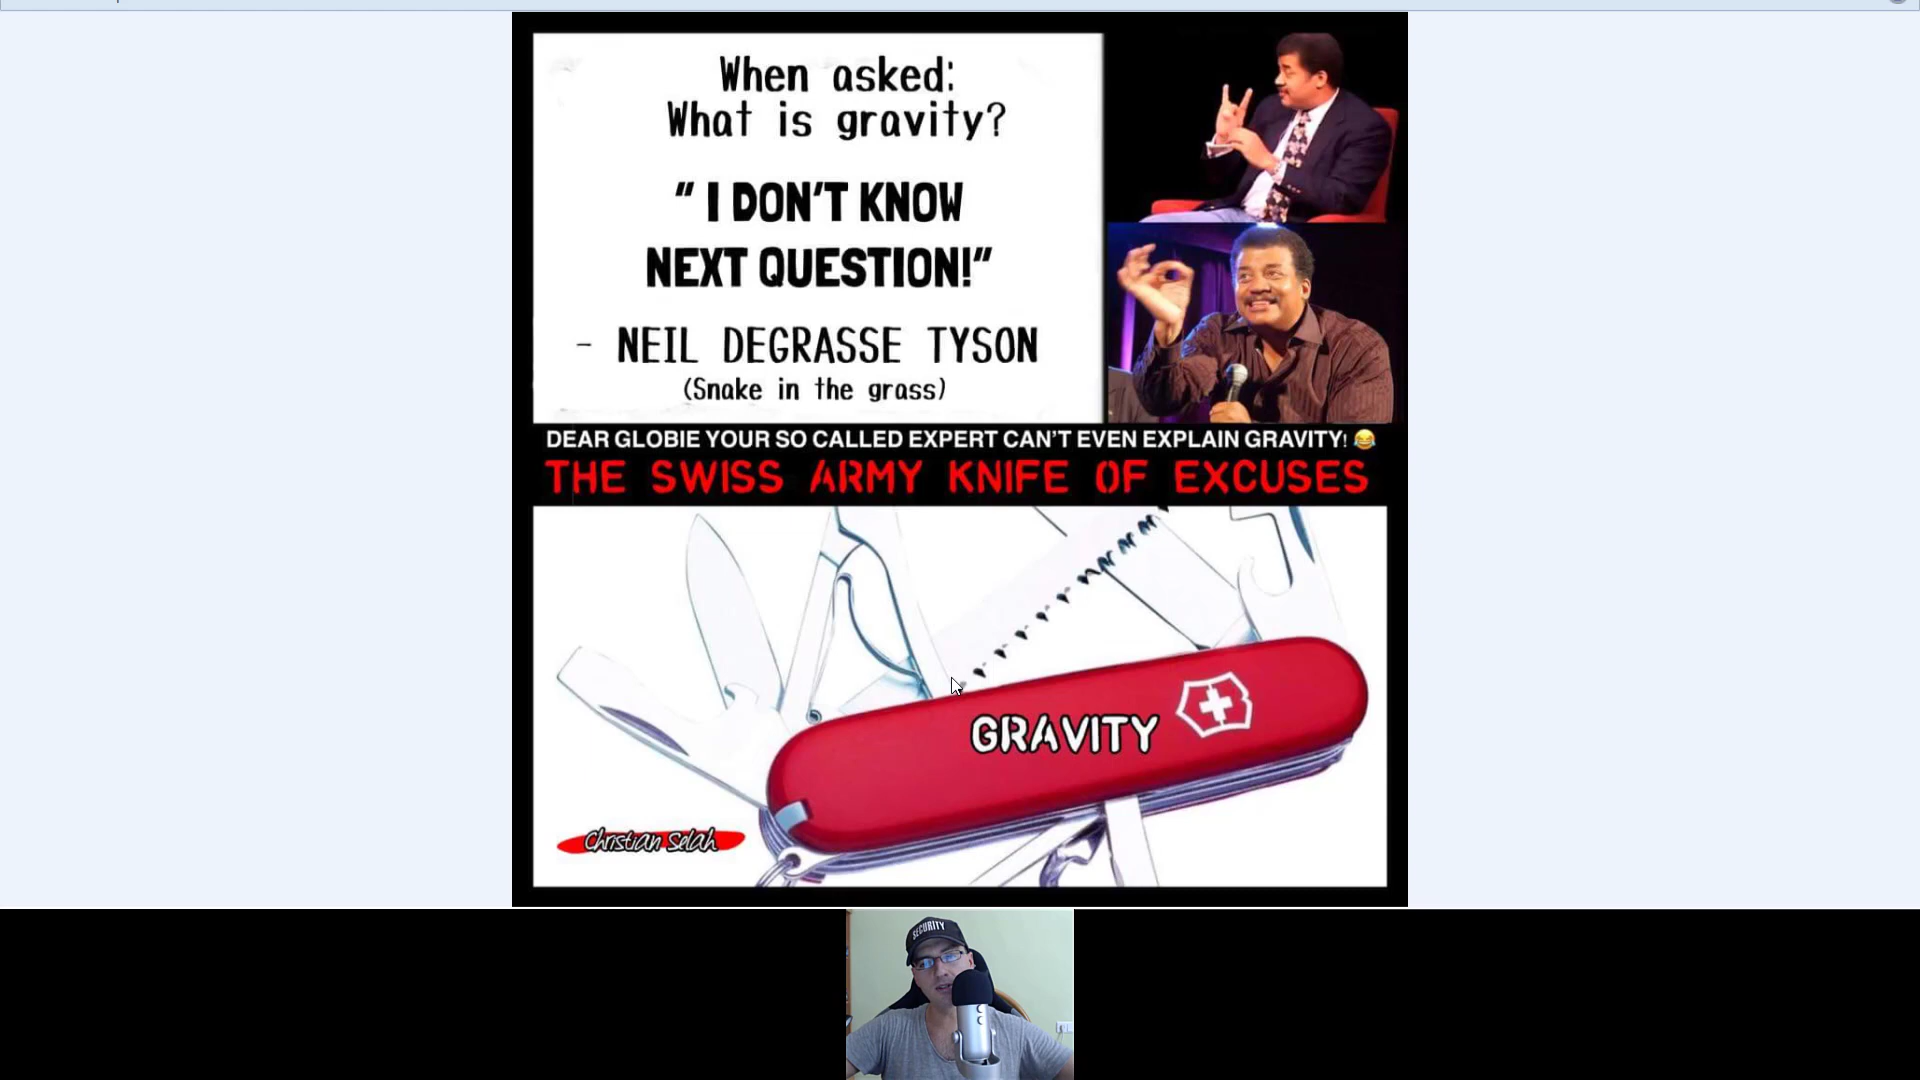 When asked:
What is gravity?
“ I DON’T KNOW
NEXT QUESTION!”
- NEIL DEGRASSE TYSON
(Snake in the grass)
DEAR GLOBIE YOUR SO CALLED EXPERT CAN’T EVEN EXPLAIN GRAVITY! 😂
THE SWISS ARMY KNIFE OF EXCUSES
GRAVITY
Christian Selah
SECURITY